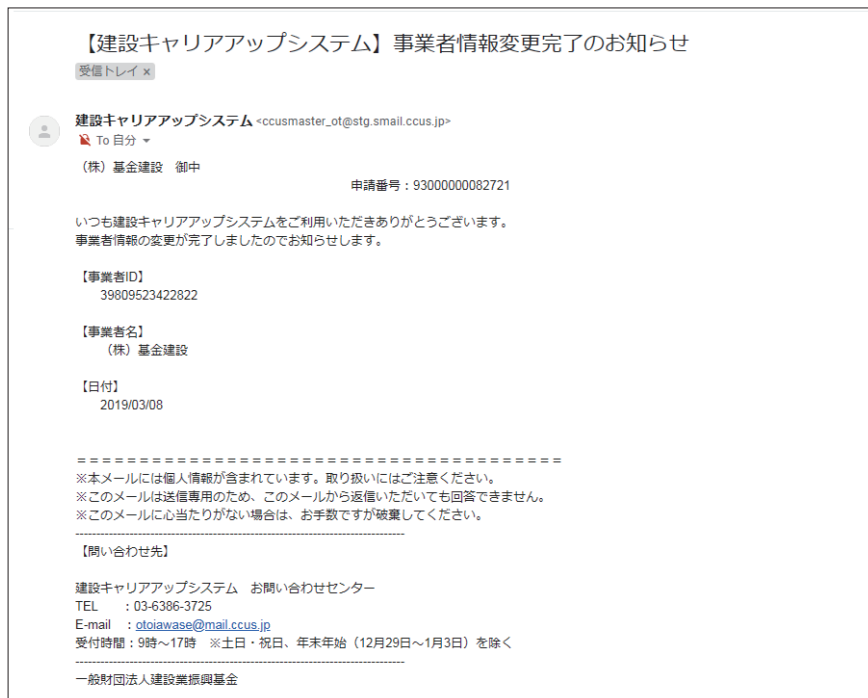 【建設キャリアアップシステム】事業者情報変更完了のお知らせ
受信トレイ ×
建設キャリアアップシステム <ccusmaster_ot@stg.smail.ccus.jp>
To 自分
（株）基金建設　御中
申請番号：93000000082721
いつも建設キャリアアップシステムをご利用いただきありがとうございます。
事業者情報の変更が完了しましたのでお知らせします。
【事業者ID】
39809523422822
【事業者名】
（株）基金建設
【日付】
2019/03/08
＝＝＝＝＝＝＝＝＝＝＝＝＝＝＝＝＝＝＝＝＝＝＝＝＝＝＝＝＝＝＝＝＝＝＝＝＝＝＝
※本メールには個人情報が含まれています。取り扱いにはご注意ください。
※このメールは送信専用のため、このメールから返信いただいても回答できません。
※このメールに心当たりがない場合は、お手数ですが破棄してください。
-------------------------------------------------------------------------------
【問い合わせ先】
建設キャリアアップシステム　お問い合わせセンター
TEL　　：03-6386-3725
E-mail　：otoiawase@mail.ccus.jp
受付時間：9時～17時　※土日・祝日、年末年始（12月29日～1月3日）を除く
-------------------------------------------------------------------------------
一般財団法人建設業振興基金